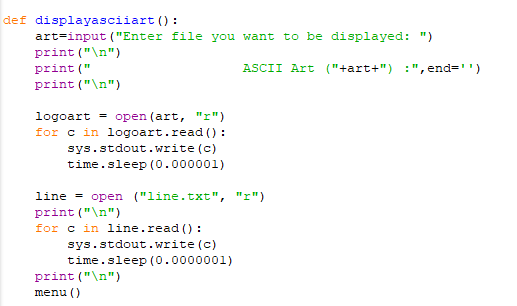 def displayasciiart():
    art=input("Enter file you want to be displayed: ")
    print("\n")
    print("                   ASCII Art ("+art+") :",end='')
    print("\n")

    logoart = open(art, "r")
    for c in logoart.read():
        sys.stdout.write(c)
        time.sleep(0.000001)

    line = open ("line.txt", "r")
    print("\n")
    for c in line.read():
        sys.stdout.write(c)
        time.sleep(0.0000001)
    print("\n")
    menu()